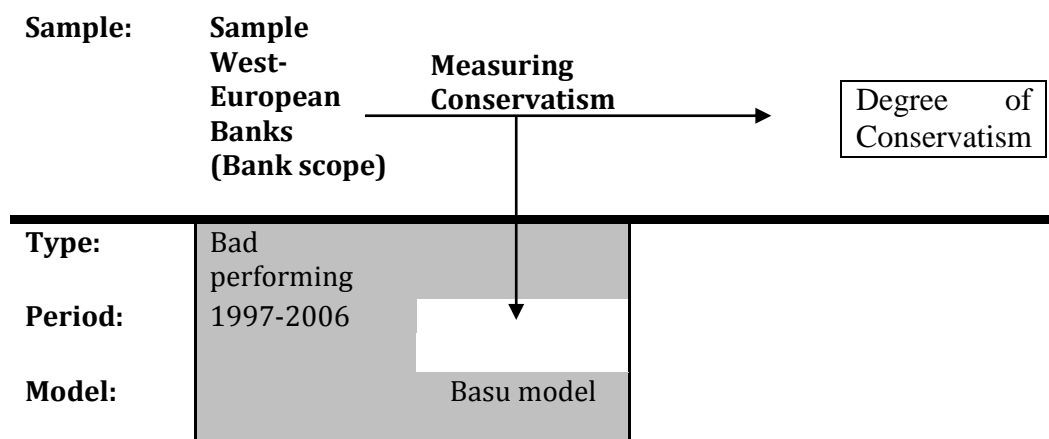 Sample:
Sample
West-
European
Banks
(Bank scope)
Measuring
Conservatism
Degree of
Conservatism
Type:
Bad
performing
Period:
1997-2006
Model:
Basu model